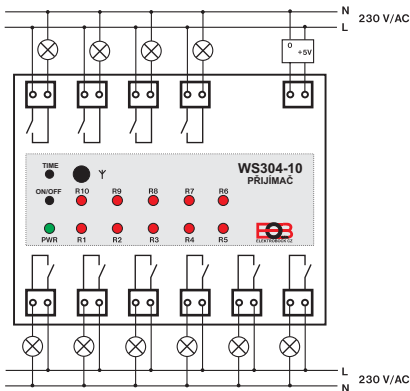 N
L
230 V/AC
0
+5V
WS304-10
PŘIJÍMAČ
TIME
ON/OFF
R10 R9 R8 R7 R6
PWR R1 R2 R3 R4 R5
EOB
ELEKTROBOCK CZ
L
N
230 V/AC